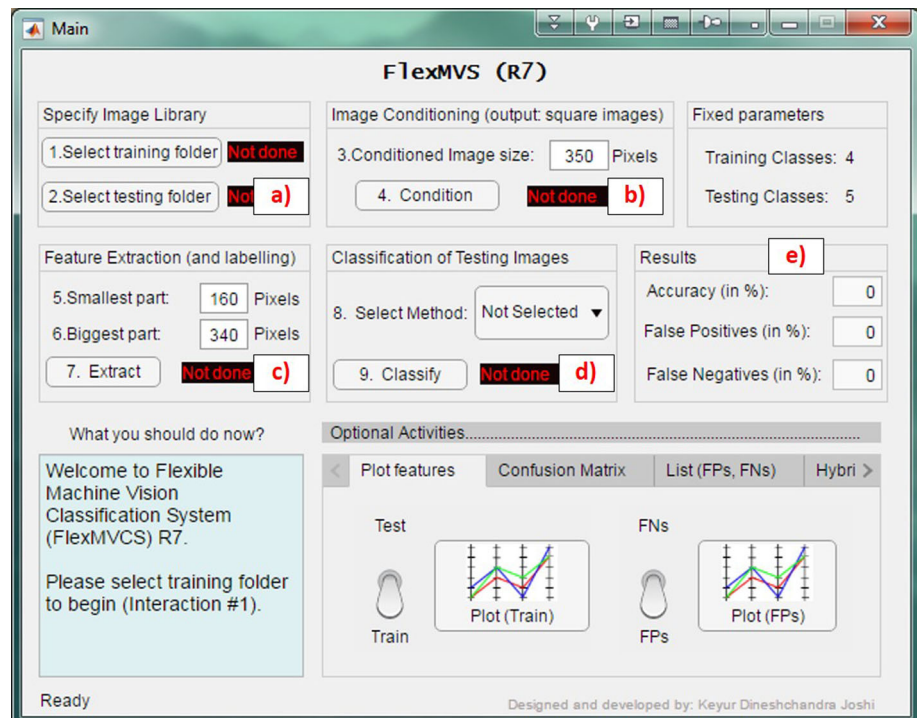 Main
FlexMVS (R7)
Specify Image Library
1.Select training folder Not done
2.Select testing folder Not a)
Image Conditioning (output: square images)
3.Conditioned Image size: 350 Pixels
4. Condition Not done b)
Fixed parameters
Training Classes: 4
Testing Classes: 5
Feature Extraction (and labelling)
5.Smallest part: 160 Pixels
6.Biggest part: 340 Pixels
7. Extract Not done c)
Classification of Testing Images
8. Select Method: Not Selected
9. Classify Not done d)
Results e)
Accuracy (in %): 0
False Positives (in %): 0
False Negatives (in %): 0
What you should do now?
Welcome to Flexible
Machine Vision
Classification System
(FlexMVCS) R7.
Please select training folder
to begin (Interaction #1).
Optional Activities......................................................................................................
Plot features Confusion Matrix List (FPs, FNs) Hybri
Test
Train
Plot (Train)
FNs
FPs
Plot (FPs)
Ready
Designed and developed by: Keyur Dineshchandra Joshi